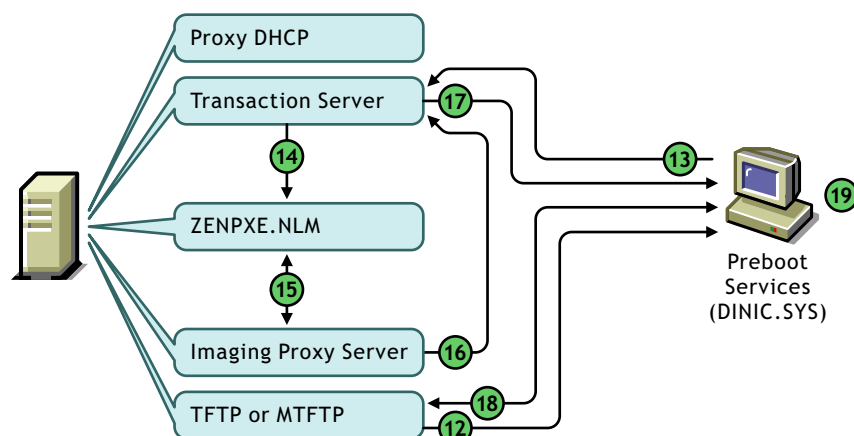 Proxy DHCP
Transaction Server
17
13
14
19
ZENPXE.NLM
Preboot
Services
(DINIC.SYS)
15
Imaging Proxy Server
16
18
TFTP or MTFTP
12